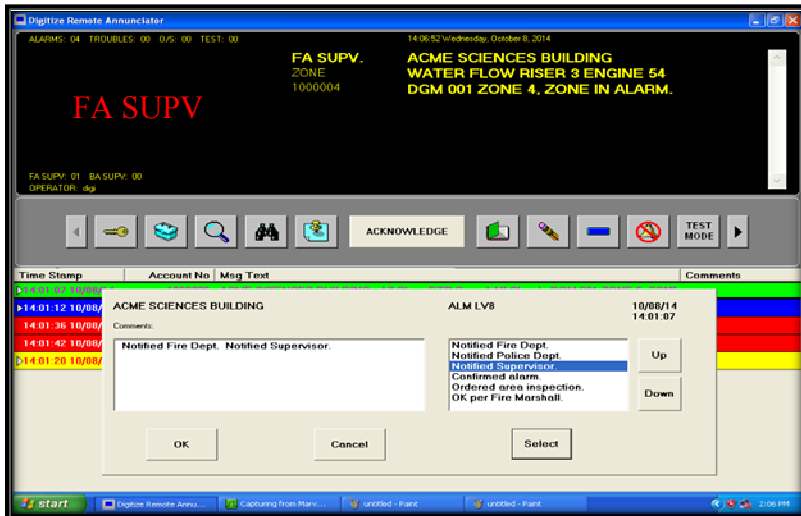 Digitize Remote Annunciator
ALARMS: 04 TROUBLES: 00 O/S: 00 TEST: 00
14:06:52 Wednesday, October 8, 2014
FA SUPV. ACME SCIENCES BUILDING
ZONE WATER FLOW RISER 3 ENGINE 54
1000004 DGM 001 ZONE 4, ZONE IN ALARM.
FA SUPV
FA SUPV: 01 BA SUPV: 00
OPERATOR: dgi
ACKNOWLEDGE
TEST MODE
Time Stamp Account No Msg Text Comments
14:01:07 10/08/
14:01:12 10/08/
14:01:36 10/08/
14:01:42 10/08/
14:01:20 10/08/
ACME SCIENCES BUILDING ALM LV8 10/08/14
14:01:07
Comments:
Notified Fire Dept. Notified Supervisor.
Notified Fire Dept.
Notified Police Dept.
Notified Supervisor.
Confirmed alarm.
Ordered area inspection.
OK per Fire Marshall.
Up
Down
OK Cancel Select
start Digitize Remote Annu... Capturing from Marv... untitled - Paint untitled - Paint 2:06 PM